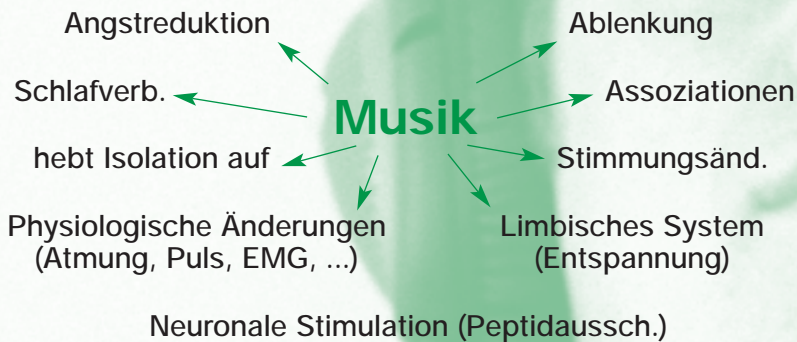 Angstreduktion
Ablenkung
Schlafverb.
Assoziationen
Musik
hebt Isolation auf
Stimmungsänd.
Physiologische Änderungen
(Atmung, Puls, EMG, ...)
Limbisches System
(Entspannung)
Neuronale Stimulation (Peptidaussch.)